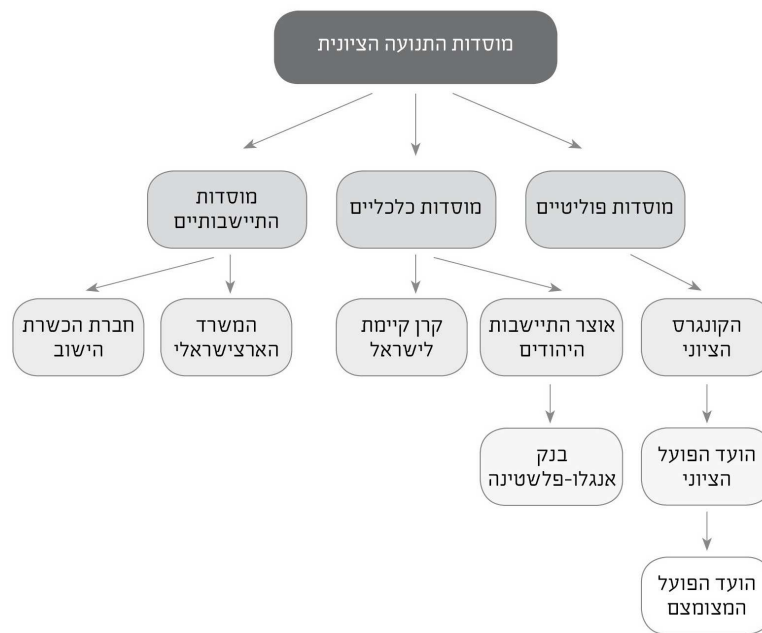 מוסדות התנועה הציונית
מוסדות פוליטיים
מוסדות כלכליים
מוסדות
התיישבותיים
הקונגרס
הציוני
אוצר התיישבות
היהודים
קרן קיימת
לישראל
המשרד
הארצישראלי
חברת הכשרת
הישוב
הועד הפועל
הציוני
בנק
אנגלו-פלשטינה
הועד הפועל
המצומצם